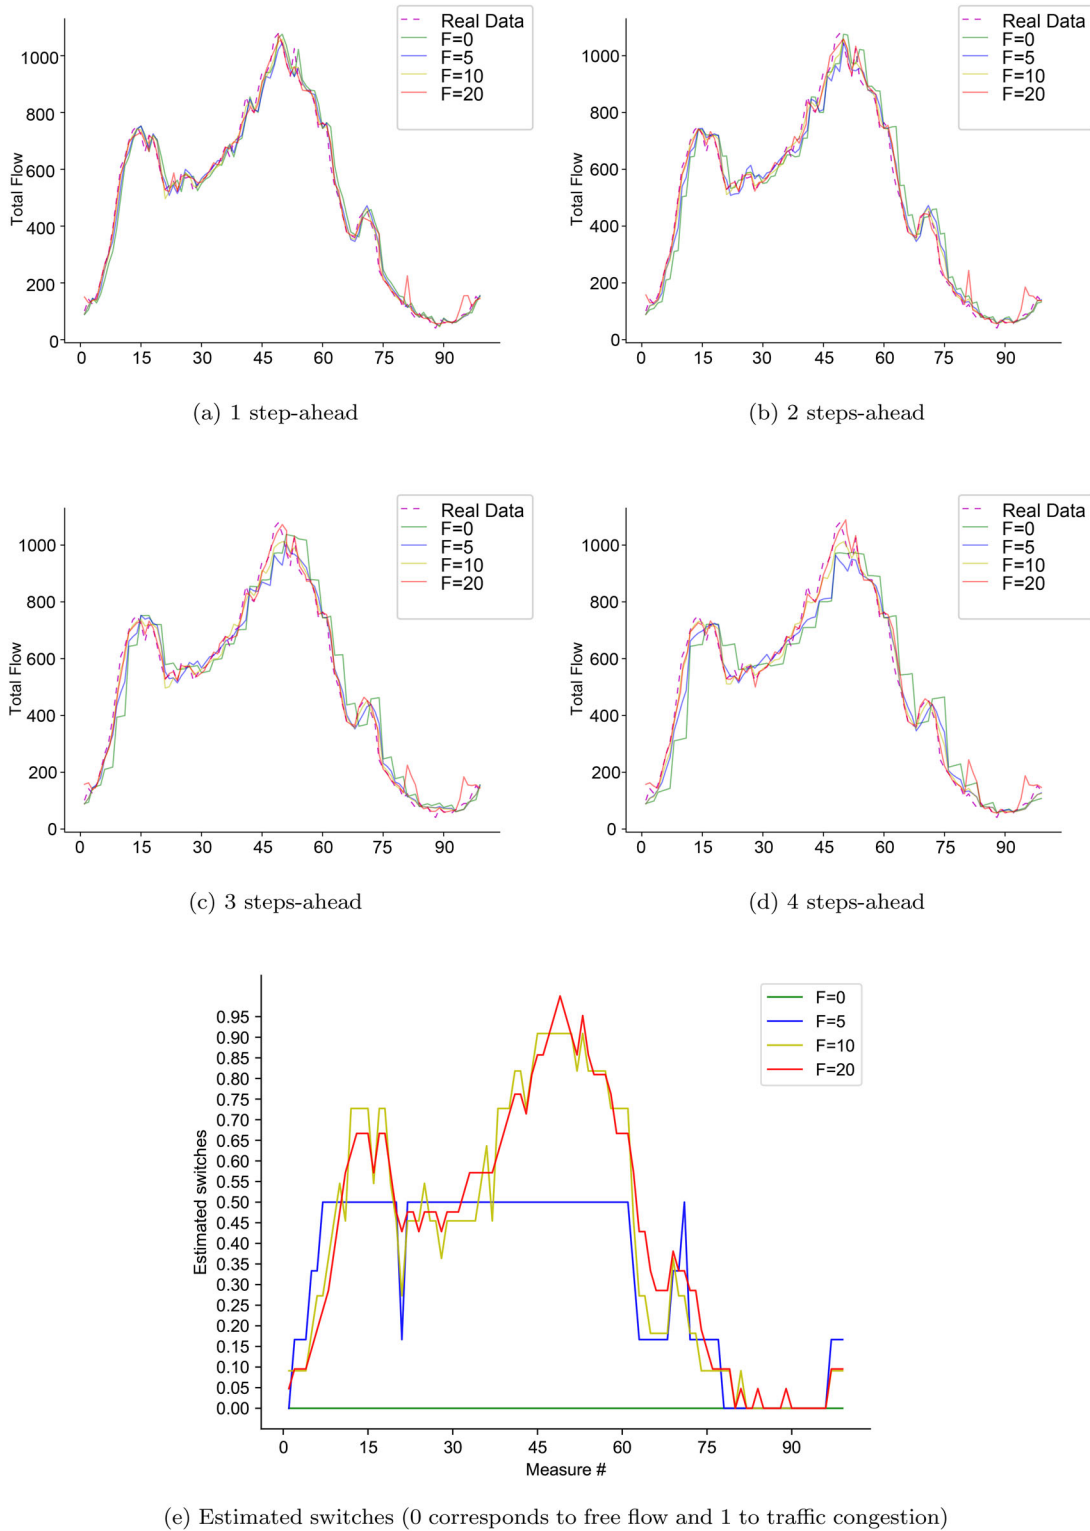 Real Data
F=0
F=5
F=10
F=20
1000
800
600
400
200
0
Total Flow
0 15 30 45 60 75 90
(a) 1 step-ahead
Real Data
F=0
F=5
F=10
F=20
1000
800
600
400
200
0
Total Flow
0 15 30 45 60 75 90
(b) 2 steps-ahead
Real Data
F=0
F=5
F=10
F=20
1000
800
600
400
200
0
Total Flow
0 15 30 45 60 75 90
(c) 3 steps-ahead
Real Data
F=0
F=5
F=10
F=20
1000
800
600
400
200
0
Total Flow
0 15 30 45 60 75 90
(d) 4 steps-ahead
F=0
F=5
F=10
F=20
0.95
0.90
0.85
0.80
0.75
0.70
0.65
0.60
0.55
0.50
0.45
0.40
0.35
0.30
0.25
0.20
0.15
0.10
0.05
0.00
Estimated switches
0 15 30 45 60 75 90
Measure #
(e) Estimated switches (0 corresponds to free flow and 1 to traffic congestion)